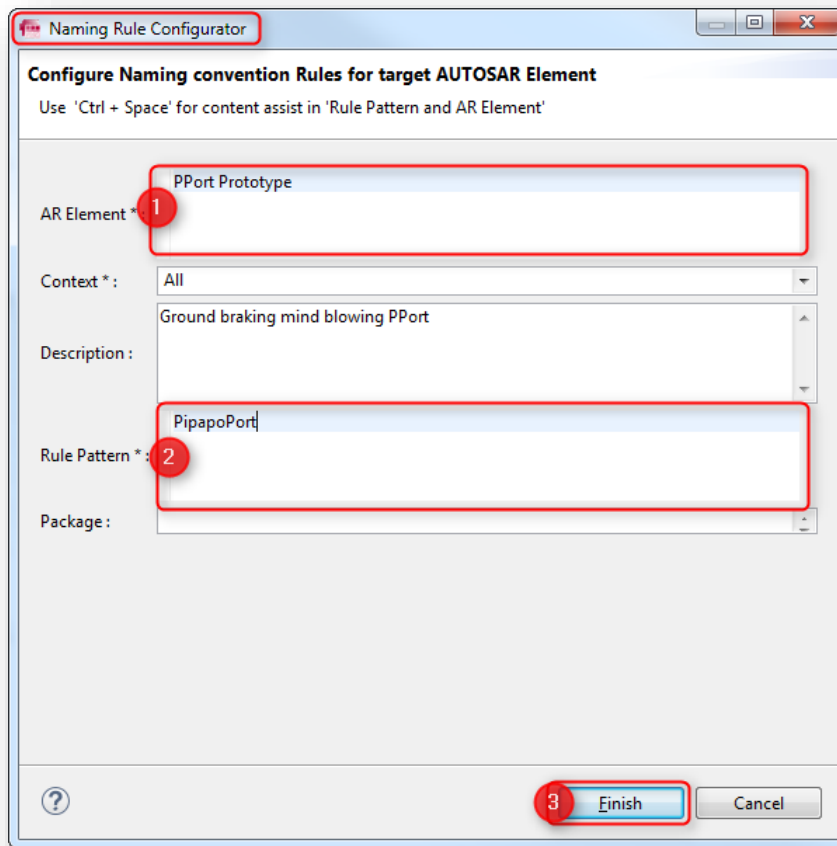 Naming Rule Configurator
Configure Naming convention Rules for target AUTOSAR Element
Use 'Ctrl + Space' for content assist in 'Rule Pattern and AR Element'
PPort Prototype
AR Element * :
1
Context * :
All
Ground braking mind blowing PPort
Description :
PipapoPort
Rule Pattern * :
2
Package :
?
3
Finish
Cancel